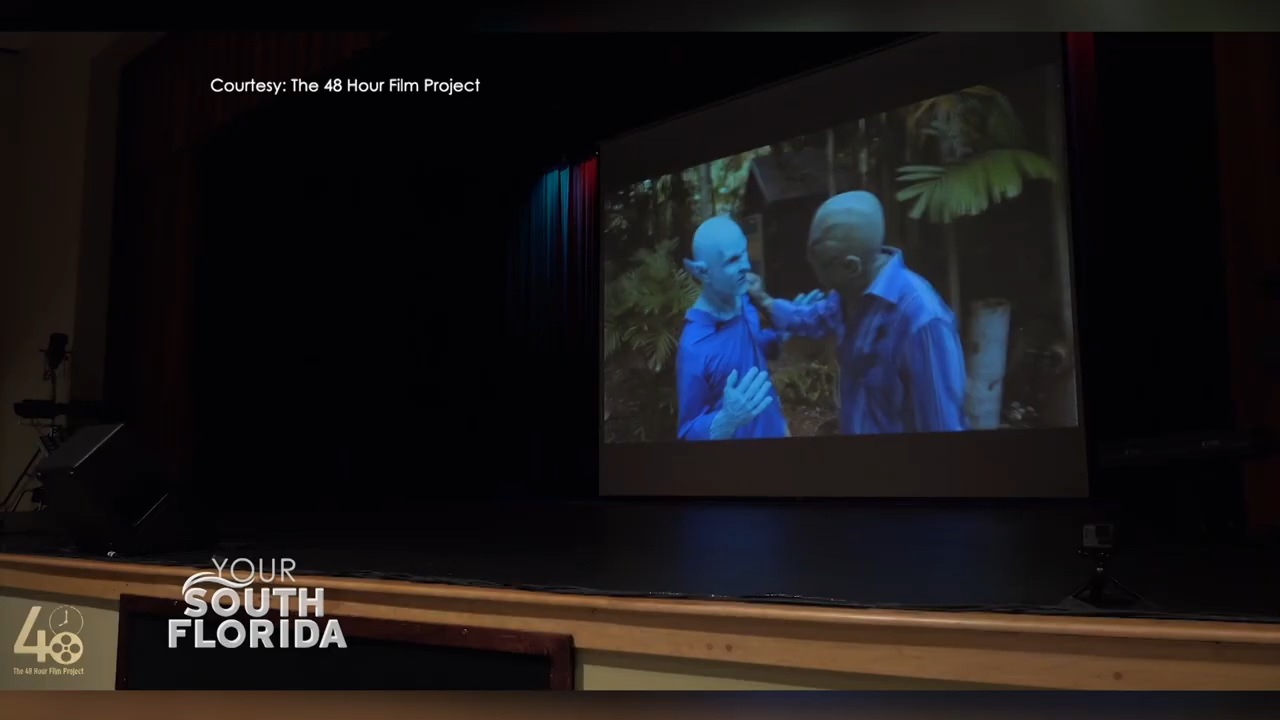 Courtesy: The 48 Hour Film Project
YOUR
SOUTH
FLORIDA
48
The 48 Hour Film Project